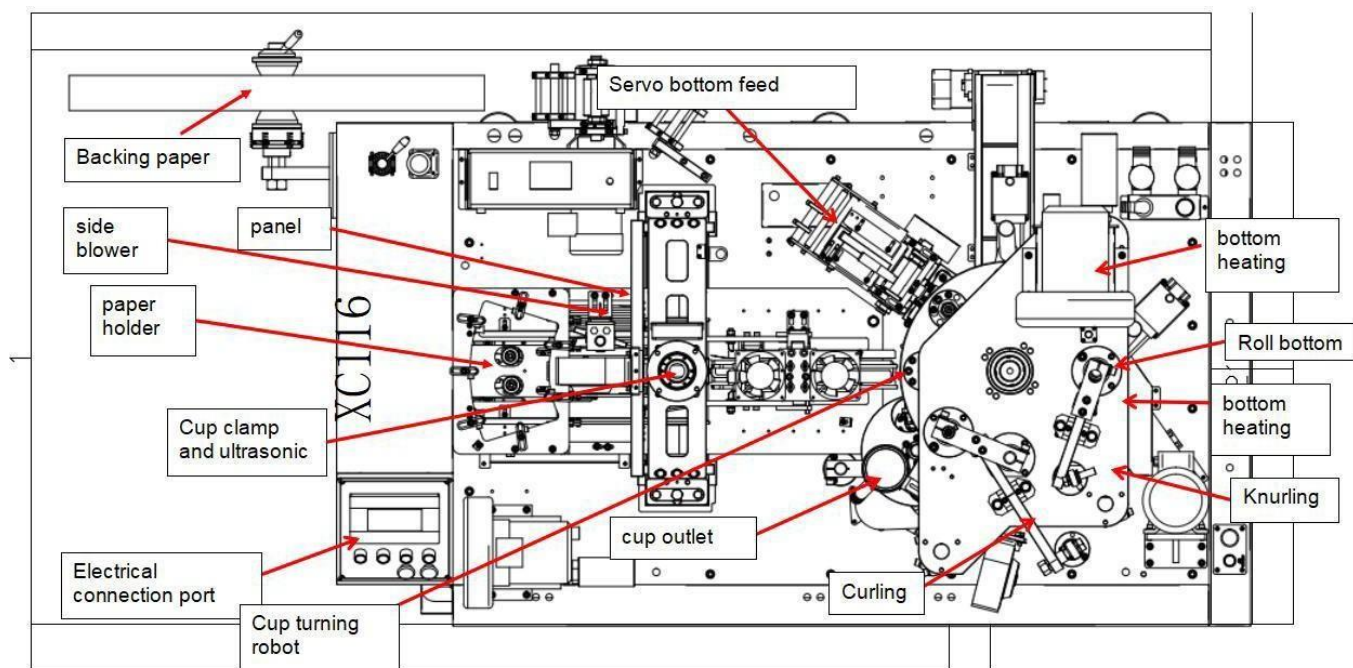 Servo bottom feed
Backing paper
side
blower
panel
paper
holder
bottom
heating
XC116
Roll bottom
bottom
heating
Cup clamp
and ultrasonic
Knurling
cup outlet
Electrical
connection port
Curling
Cup turning
robot
1